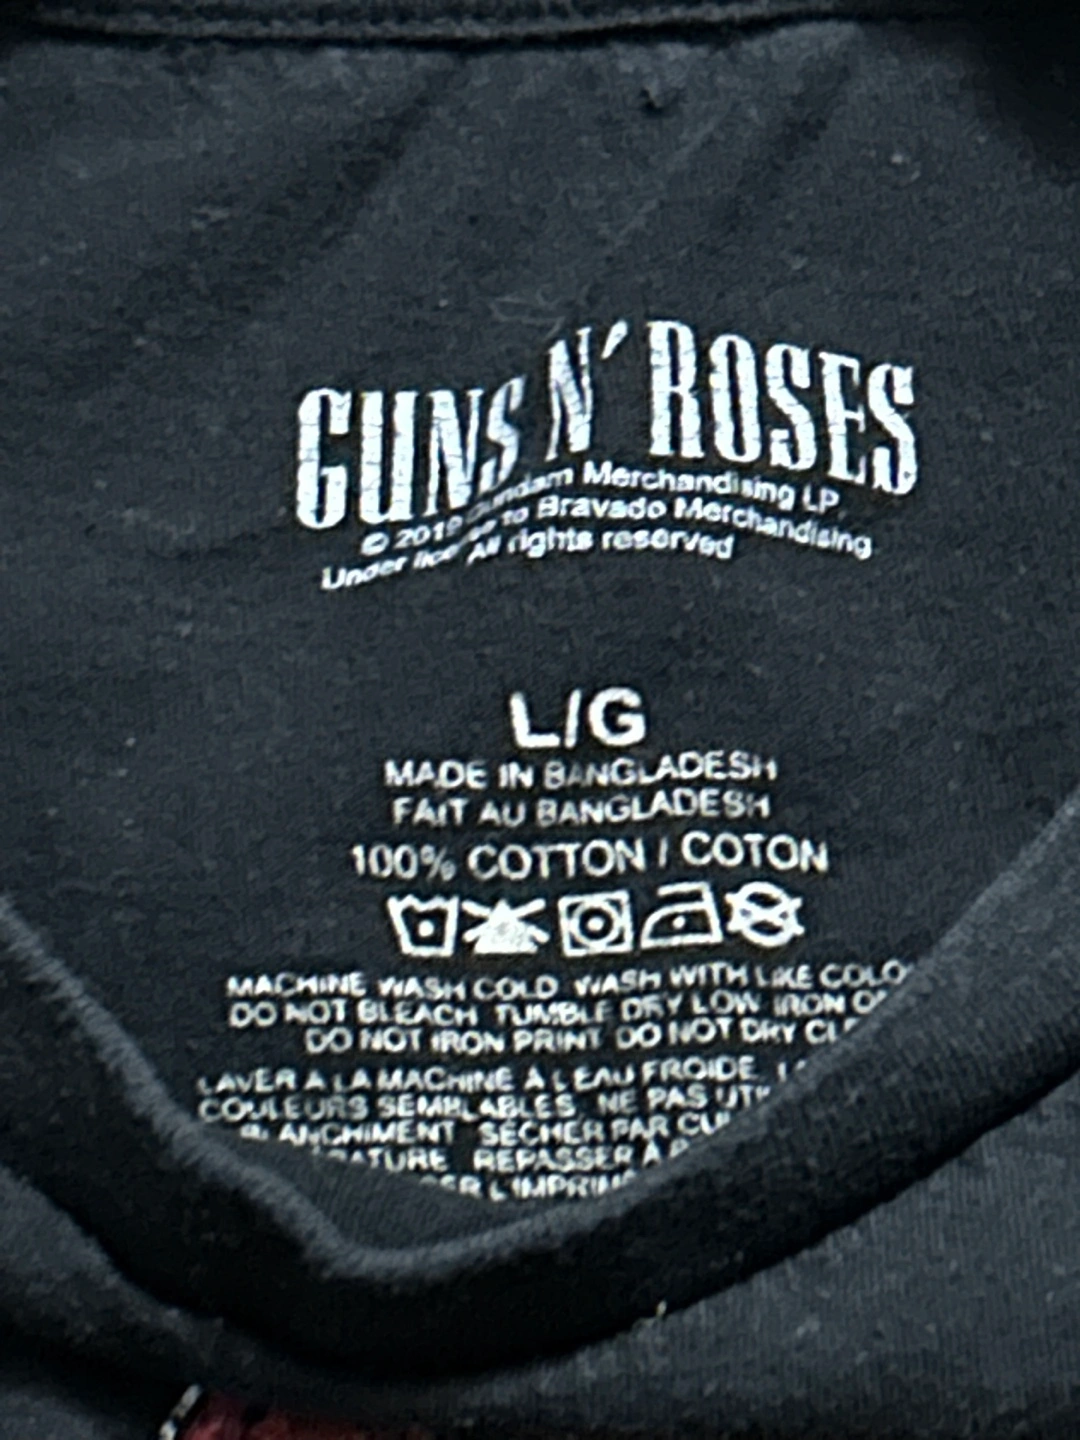 GUNS N' ROSES
© 2019 Gundam Merchandising LP.
Under license to Bravado Merchandising
All rights reserved
L/G
MADE IN BANGLADESH
FAIT AU BANGLADESH
100% COTTON / COTON
MACHINE WASH COLD WASH WITH LIKE
DO NOT BLEACH TUMBLE DRY LOW IRON
DO NOT IRON PRINT DO NOT DRY
LAVER A LA MACHINE À L'EAU FROIDE
COULEURS SEMBLABLES NE PAS
SÉCHER PAR
REPASSER À